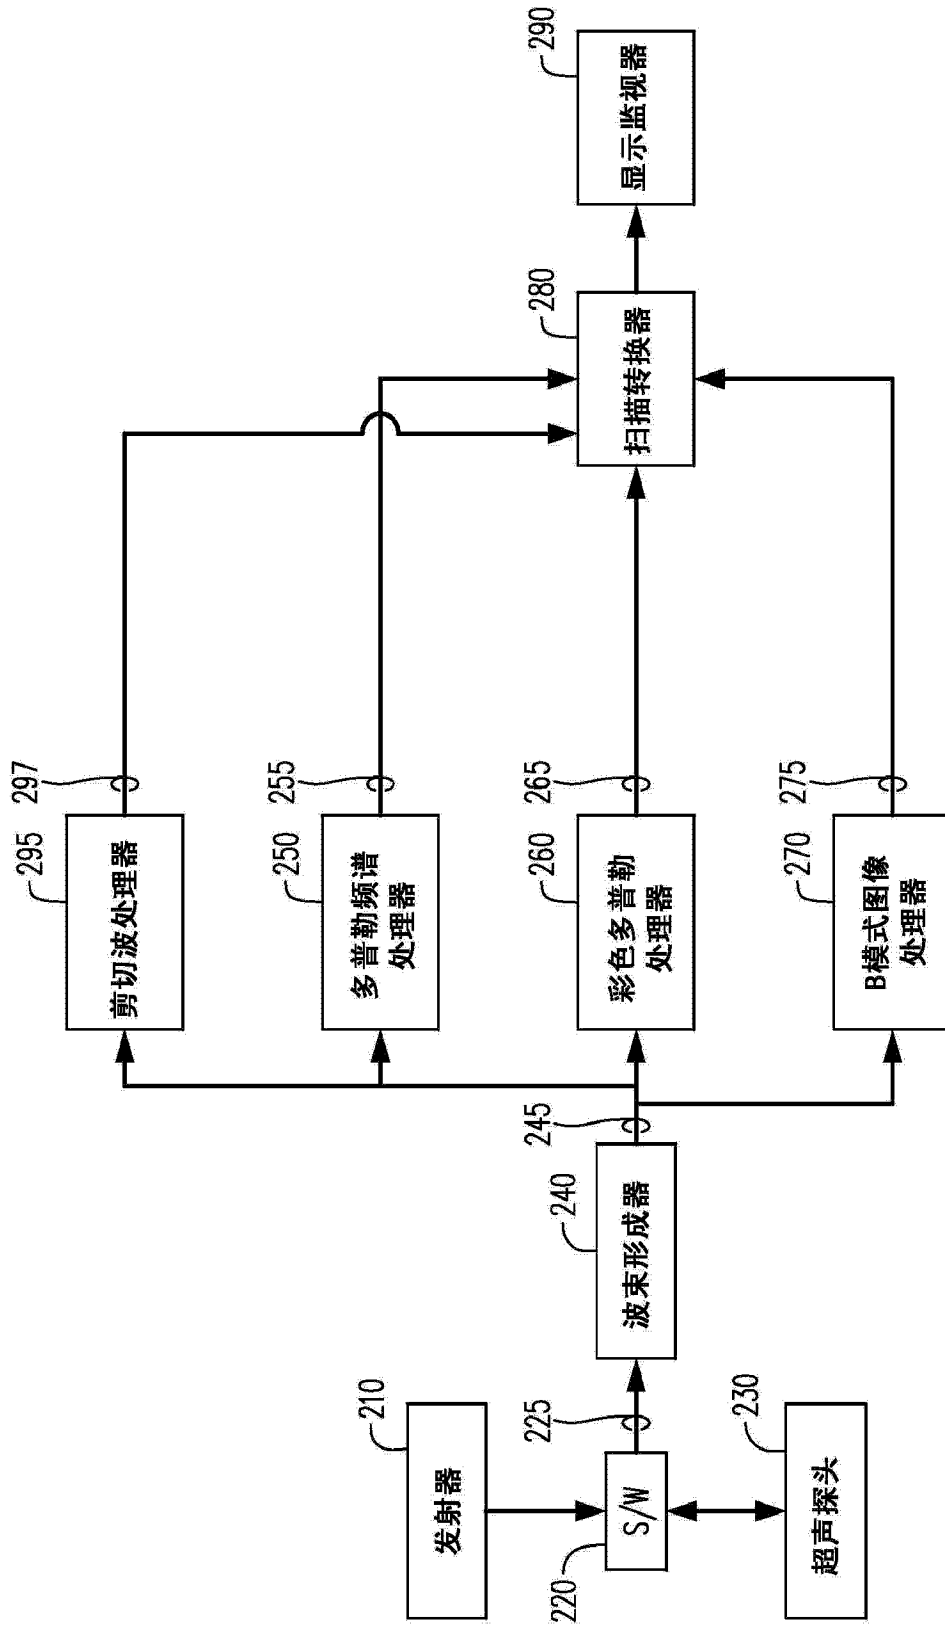 210
发射器
220
S/W
225
230
超声探头
240
波束形成器
245
295
剪切波处理器
297
250
多普勒频谱
处理器
255
260
彩色多普勒
处理器
265
270
B模式图像
处理器
275
280
扫描转换器
290
显示监视器